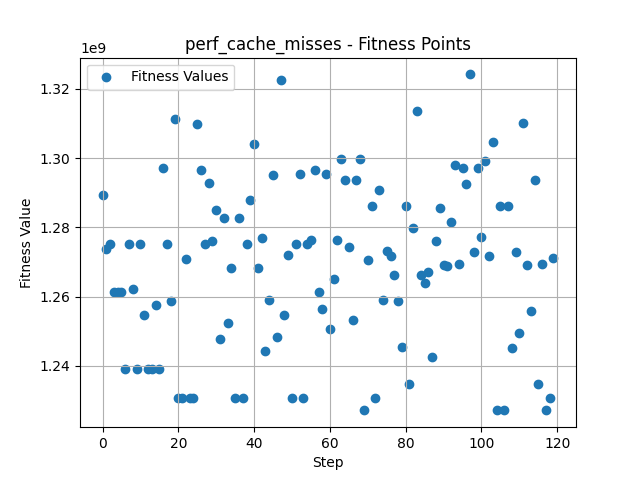 perf_cache_misses - Fitness Points
1e9
Fitness Values
1.32
1.30
1.28
1.26
1.24
Fitness Value
0 20 40 60 80 100 120
Step